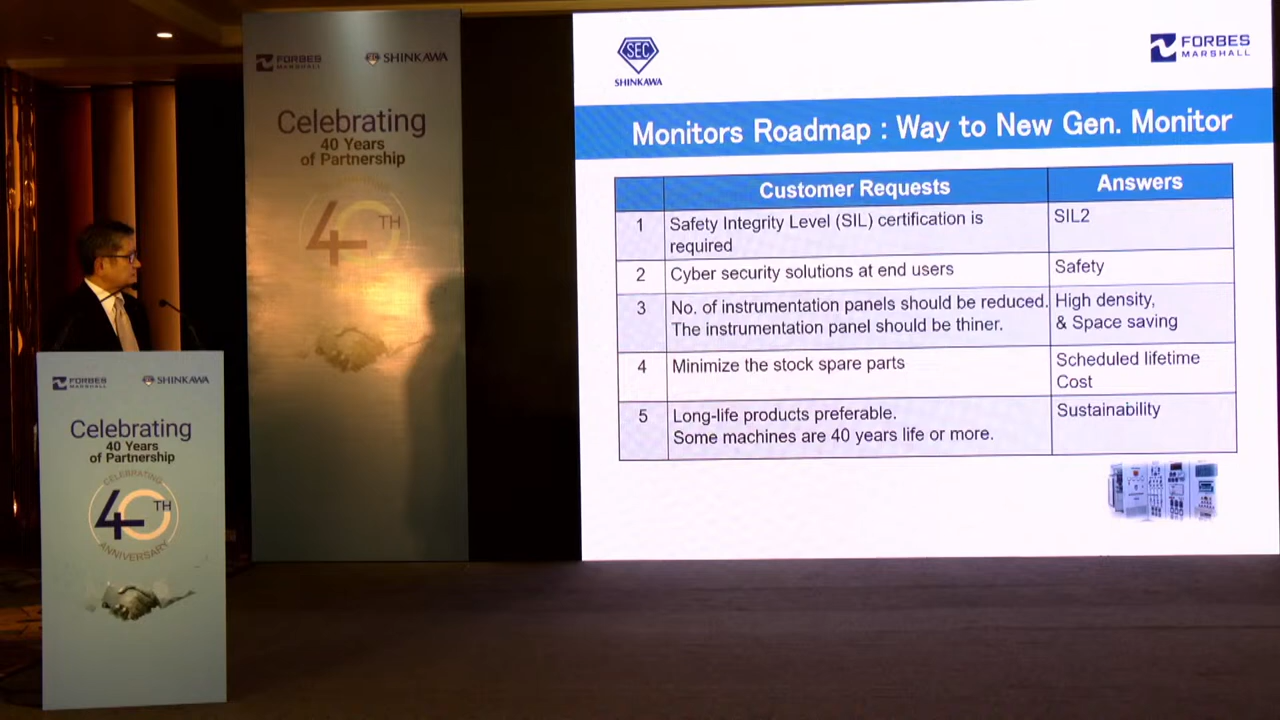 FORBES
MARSHALL
SEC SHINKAWA
Celebrating
40 Years
of Partnership
40TH
SEC
SHINKAWA
FORBES
MARSHALL
Monitors Roadmap : Way to New Gen. Monitor
Customer Requests
Answers
1
Safety Integrity Level (SIL) certification is
required
SIL2
2
Cyber security solutions at end users
Safety
3
No. of instrumentation panels should be reduced.
The instrumentation panel should be thiner.
High density,
& Space saving
4
Minimize the stock spare parts
Scheduled lifetime
Cost
5
Long-life products preferable.
Some machines are 40 years life or more.
Sustainability
FORBES
MARSHALL
SHINKAWA
Celebrating
40 Years
of Partnership
CELEBRATING
40TH
ANNIVERSARY